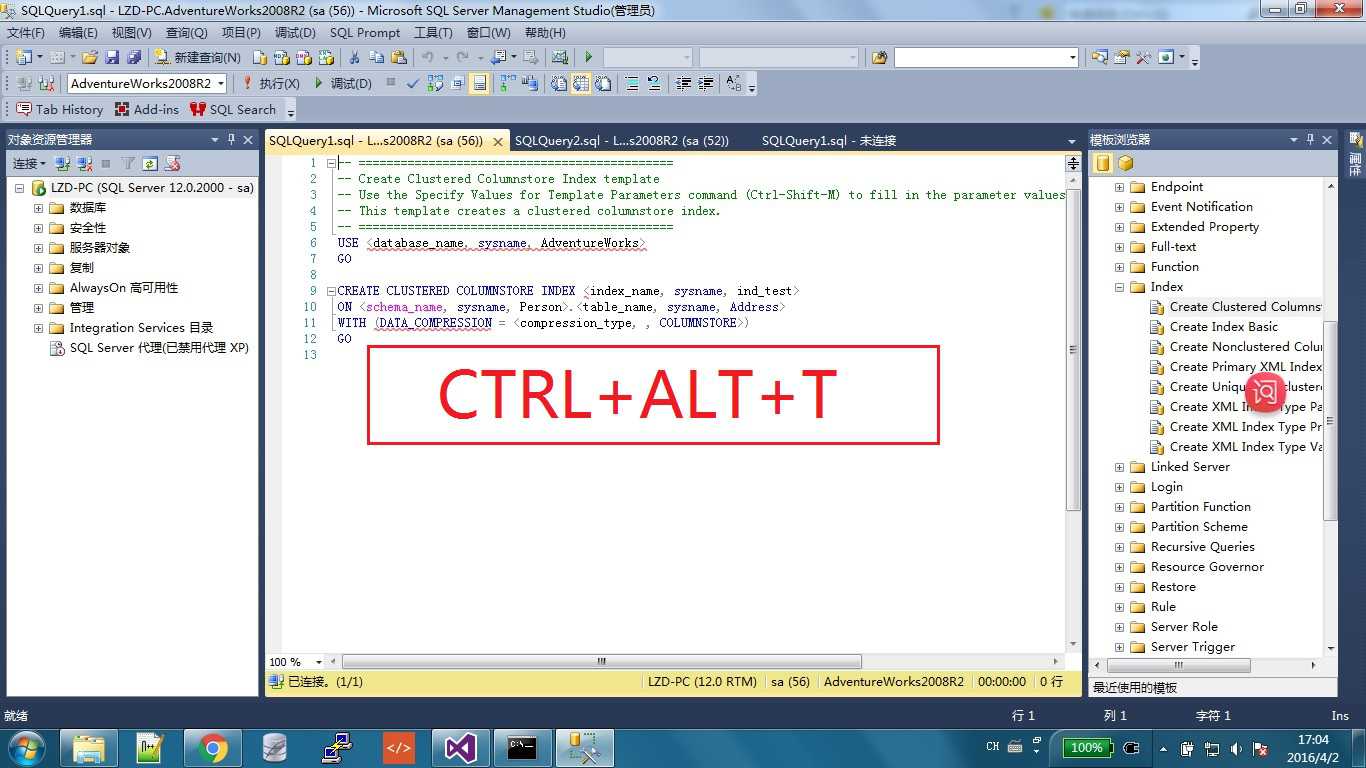 SQLQuery1.sql - LZD-PC.AdventureWorks2008R2 (sa (56)) - Microsoft SQL Server Management Studio(管理员)
文件(F) 编辑(E) 视图(V) 查询(Q) 项目(P) 调试(D) SQL Prompt 工具(T) 窗口(W) 帮助(H)
新建查询(N)
AdventureWorks2008R2 执行(X) 调试(D)
Tab History Add-ins SQL Search
对象资源管理器
连接
LZD-PC (SQL Server 12.0.2000 - sa)
数据库
安全性
服务器对象
复制
AlwaysOn 高可用性
管理
Integration Services 目录
SQL Server 代理(已禁用代理 XP)
SQLQuery1.sql - L...s2008R2 (sa (56)) SQLQuery2.sql - L...s2008R2 (sa (52)) SQLQuery1.sql - 未连接
1 -- =============================================
2 -- Create Clustered Columnstore Index template
3 -- Use the Specify Values for Template Parameters command (Ctrl-Shift-M) to fill in the parameter values
4 -- This template creates a clustered columnstore index.
5 -- =============================================
6 USE <database_name, sysname, AdventureWorks>
7 GO
8
9 CREATE CLUSTERED COLUMNSTORE INDEX <index_name, sysname, ind_test>
10 ON <schema_name, sysname, Person>.<table_name, sysname, Address>
11 WITH (DATA_COMPRESSION = <compression_type, , COLUMNSTORE>)
12 GO
13
CTRL+ALT+T
100 %
已连接。(1/1) LZD-PC (12.0 RTM) sa (56) AdventureWorks2008R2 00:00:00 0 行
模板浏览器
Endpoint
Event Notification
Extended Property
Full-text
Function
Index
Create Clustered Columns
Create Index Basic
Create Nonclustered Colu
Create Primary XML Index
Create Uniq
Create XML Ind
Create XML Index Type Pr
Create XML Index Type Va
Linked Server
Login
Partition Function
Partition Scheme
Recursive Queries
Resource Governor
Restore
Rule
Server Role
Server Trigger
最近使用的模板
属性
词
就绪 行 1 列 1 字符 1 Ins
CH 100% 17:04
2016/4/2